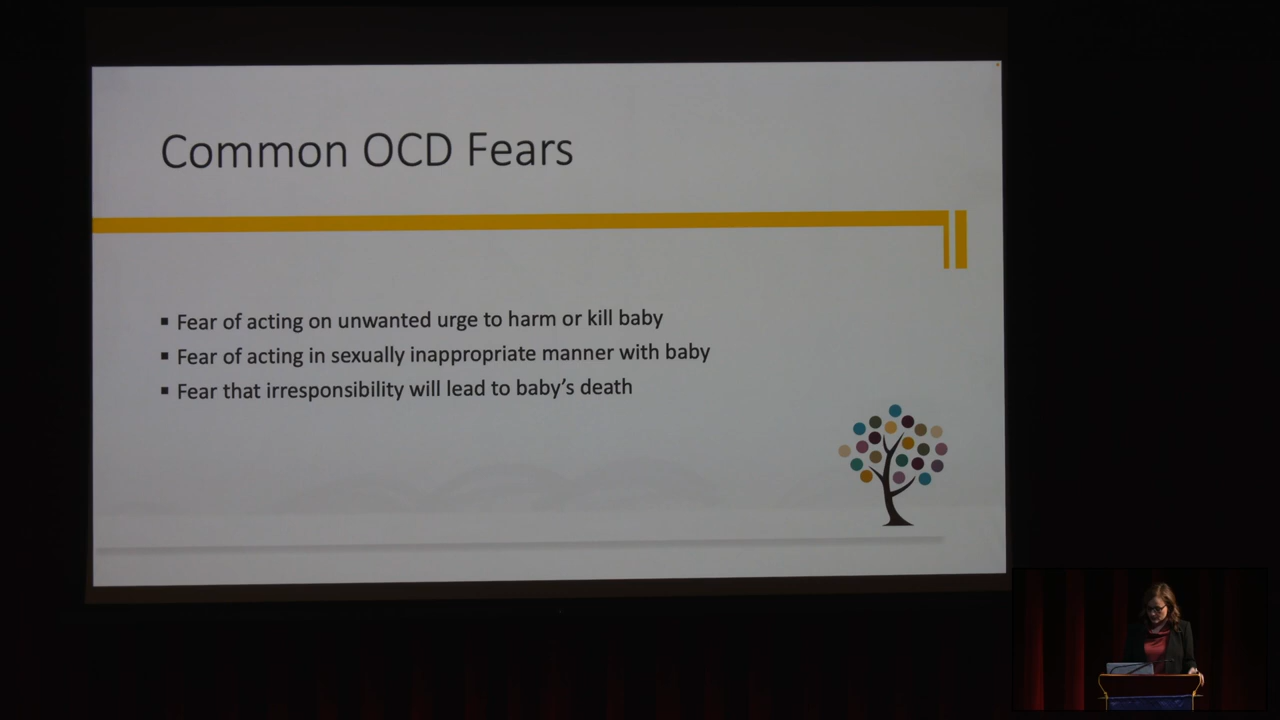 Common OCD Fears
▪ Fear of acting on unwanted urge to harm or kill baby
▪ Fear of acting in sexually inappropriate manner with baby
▪ Fear that irresponsibility will lead to baby’s death